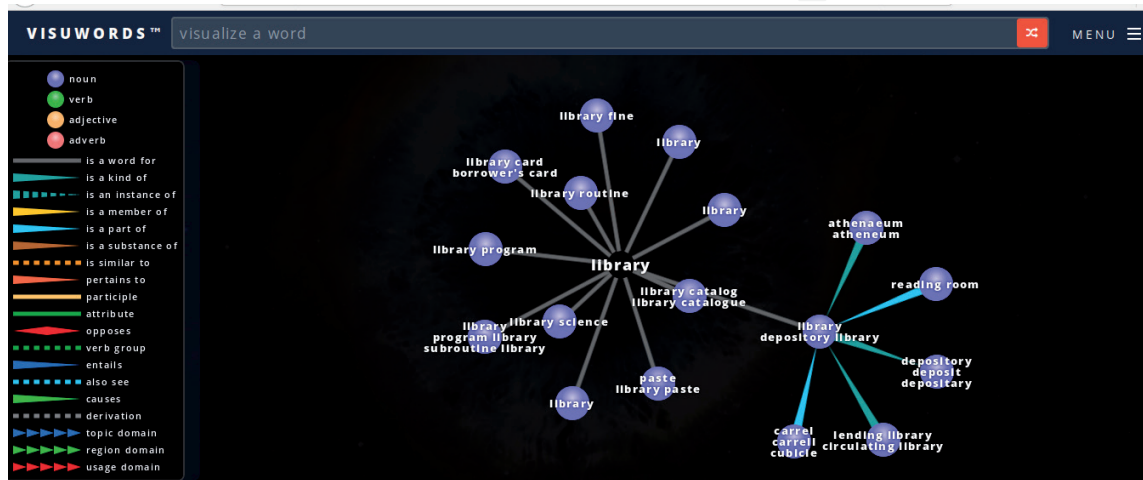 VISUWORDS™
visualize a word
MENU
noun
verb
adjective
adverb
is a word for
is a kind of
is an instance of
is a member of
is a part of
is a substance of
is similar to
pertains to
participle
attribute
opposes
verb group
entails
also see
causes
derivation
topic domain
region domain
usage domain
library fine
library
library card
borrower's card
library routine
library
library program
library
library catalog
library catalogue
library
program library
subroutine library
library science
paste
library paste
library
athenaeum
atheneum
reading room
library
depository library
depository
deposit
depositary
carrel
carrell
cubicle
lending library
circulating library